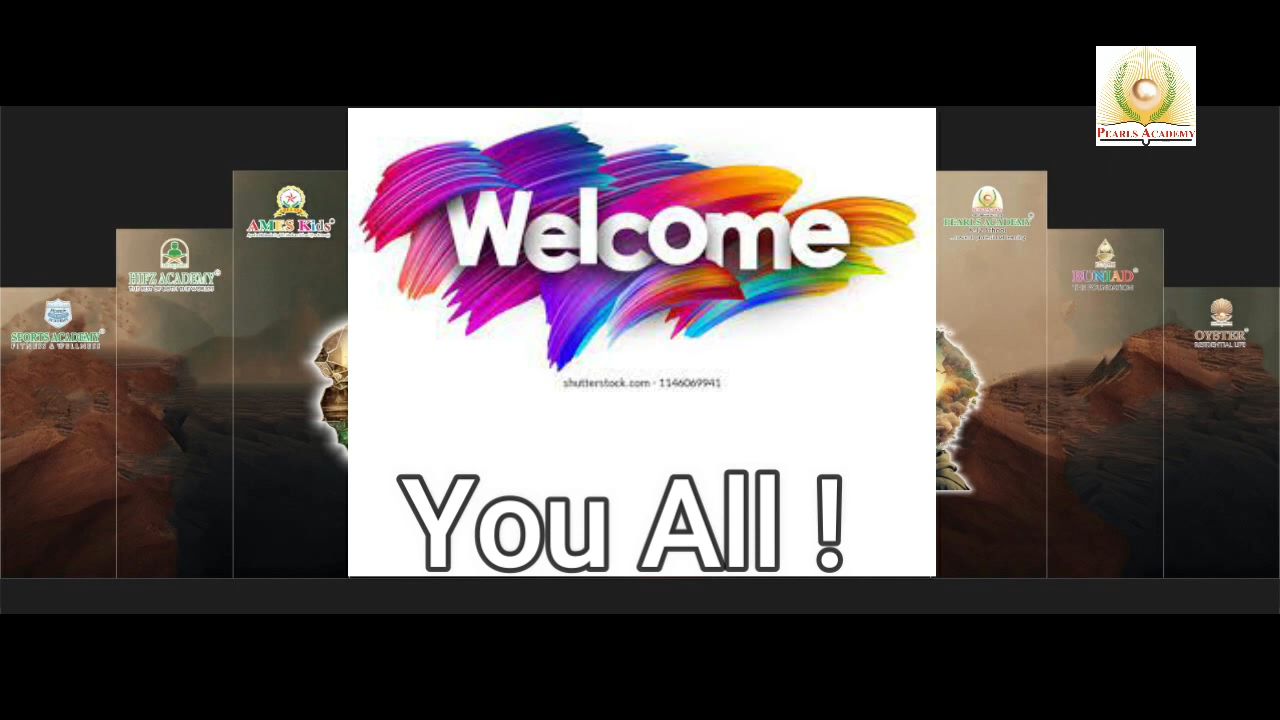 PEARLS ACADEMY
Welcome
shutterstock.com · 1146069941
You All !
AMES Kids
HIFZ ACADEMY
SPORTS ACADEMY
FITNESS & WELLNESS
PEARLS ACADEMY
BUNIAD
THE FOUNDATION
OYSTER
RESIDENTIAL LIFE